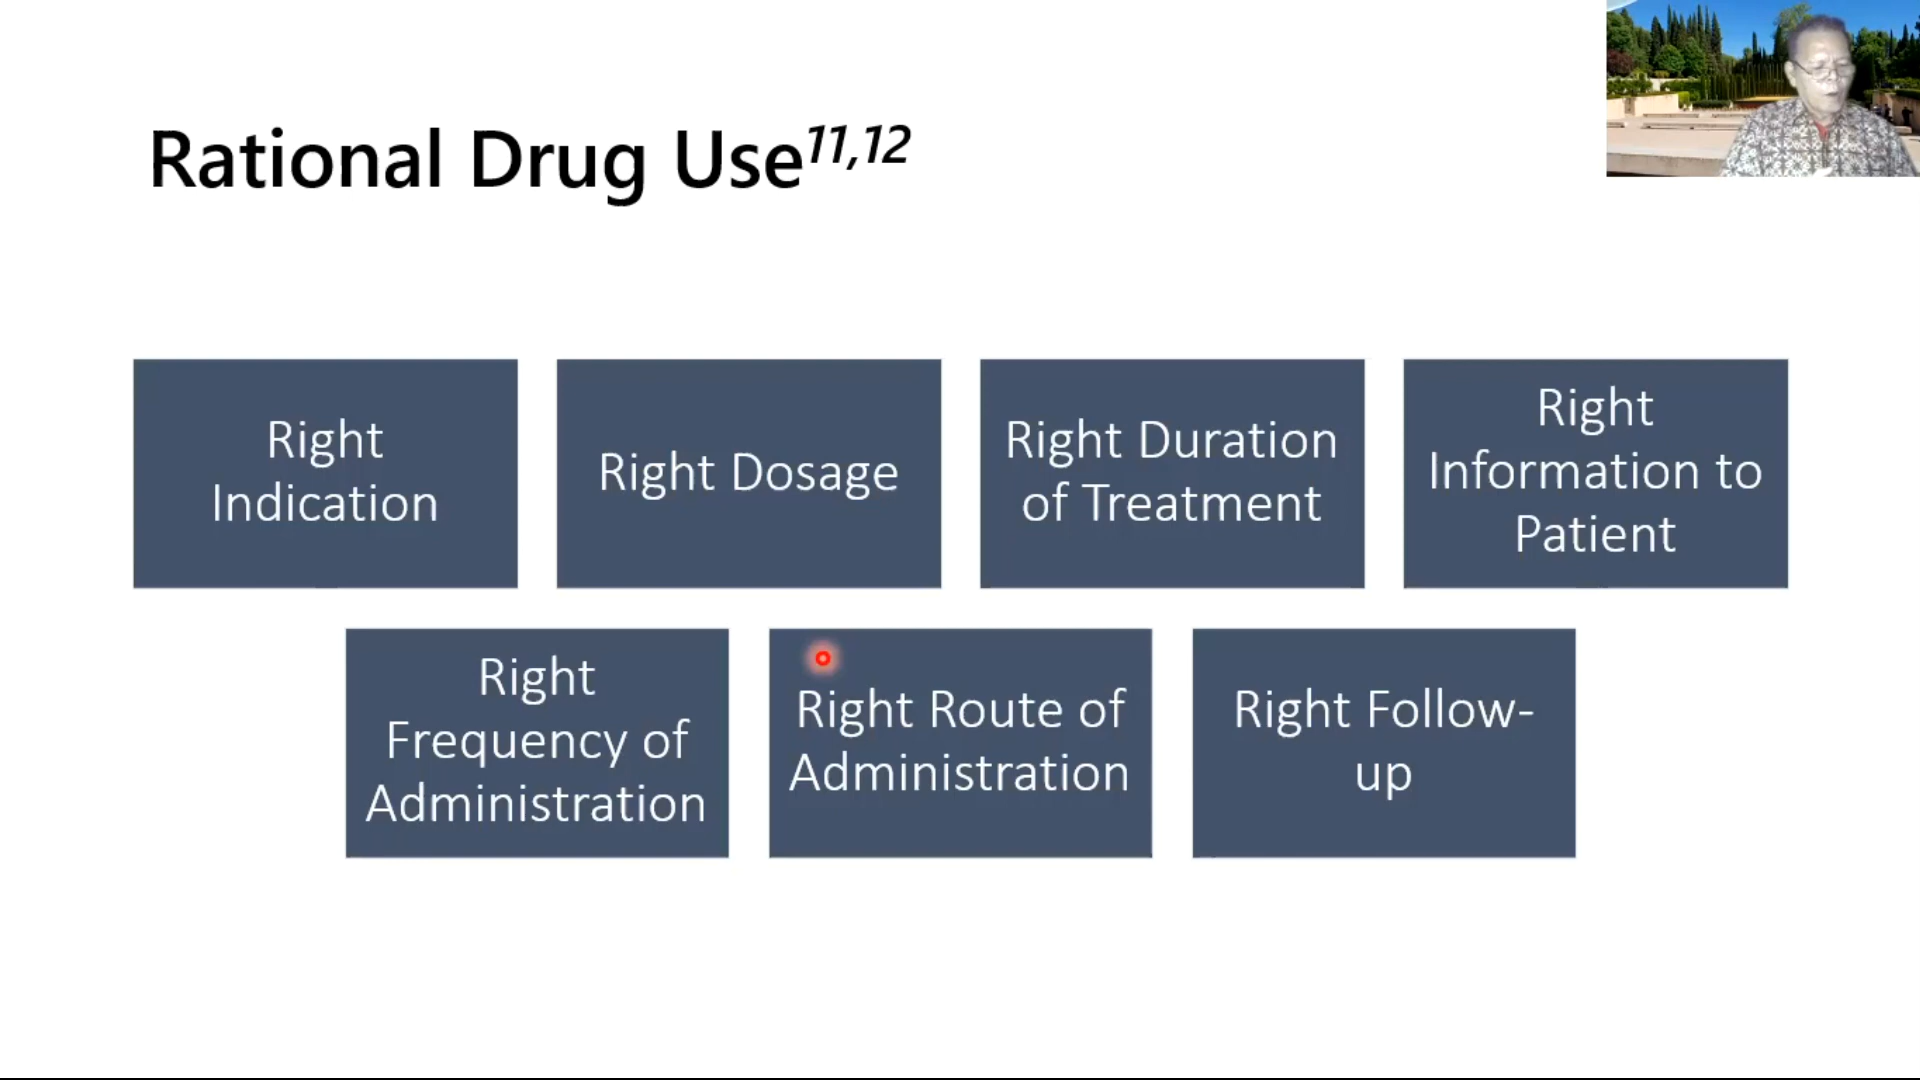 Rational Drug Use11,12
Right
Indication
Right Dosage
Right Duration
of Treatment
Right
Information to
Patient
Right
Frequency of
Administration
Right Route of
Administration
Right Follow-
up